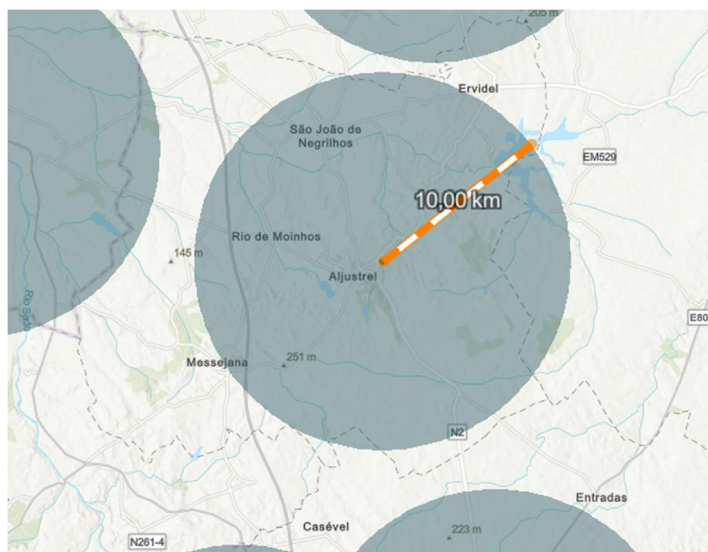 205 m
Ervidel
São João de
Negrilhos
EM529
10,00 km
Rio de Moinhos
145 m
Aljustrel
Rio Sado
E80
Messejana
251 m
N2
Entradas
Casével
223 m
N261-4